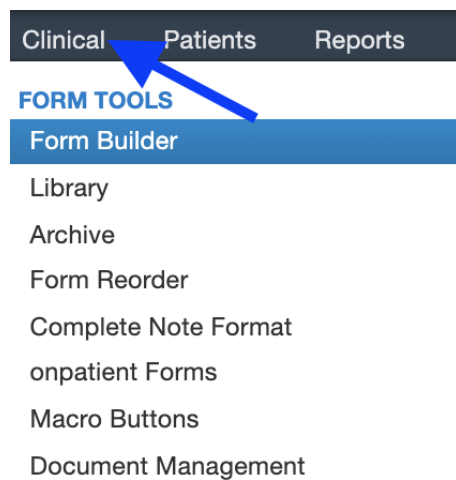 Clinical Patients Reports
FORM TOOLS
Form Builder
Library
Archive
Form Reorder
Complete Note Format
onpatient Forms
Macro Buttons
Document Management